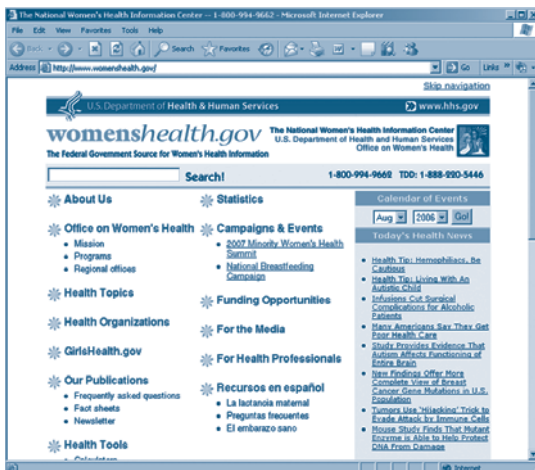 The National Women's Health Information Center -- 1-800-994-9662 - Microsoft Internet Explorer
File Edit View Favorites Tools Help
Back Search Favorites
Address http://www.womenshealth.gov/ Go Links »
Skip navigation
U.S. Department of Health & Human Services www.hhs.gov
womenshealth.gov
The Federal Government Source for Women's Health Information
The National Women's Health Information Center
U.S. Department of Health and Human Services
Office on Women's Health
Search! 1-800-994-9662 TDD: 1-888-220-5446
About Us
Office on Women's Health
Mission
Programs
Regional offices
Health Topics
Health Organizations
GirlsHealth.gov
Our Publications
Frequently asked questions
Fact sheets
Newsletter
Health Tools
Calculators
Statistics
Campaigns & Events
2007 Minority Women's Health
Summit
National Breastfeeding
Campaign
Funding Opportunities
For the Media
For Health Professionals
Recursos en español
La lactancia maternal
Preguntas frecuentes
El embarazo sano
Calendar of Events
Aug 2006 Go!
Today's Health News
Health Tip: Hemophiliacs, Be
Cautious
Health Tip: Living With An
Autistic Child
Infusions Cut Surgical
Complications for Alcoholic
Patients
Many Americans Say They Get
Poor Health Care
Study Provides Evidence That
Autism Affects Functioning of
Entire Brain
New Findings Offer More
Complete View of Breast
Cancer Gene Mutations in U.S.
Population
Tumors Use 'Hijacking' Trick to
Evade Attack by Immune Cells
Mouse Study Finds That Mutant
Enzyme is Able to Help Protect
DNA From Damage
Internet